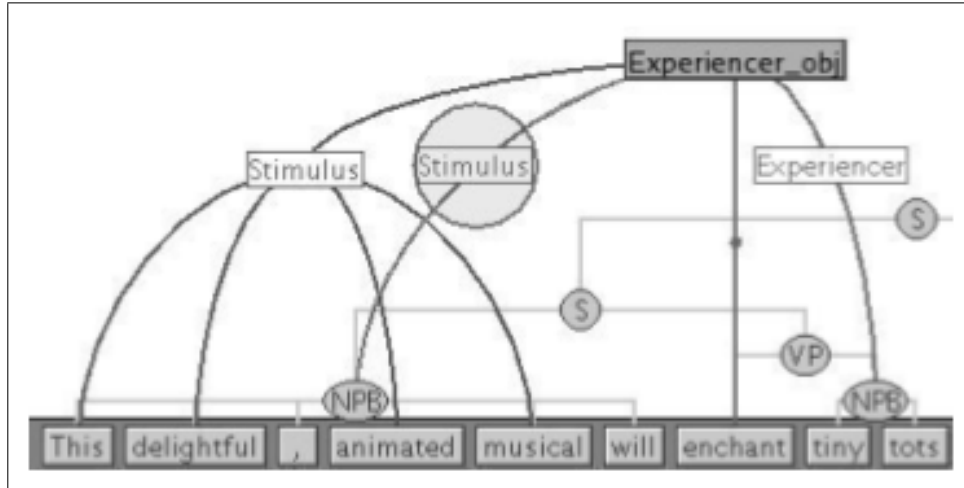 Experiencer_obj
Stimulus Stimulus Experiencer
S
S
VP
NPB NPB
This delightful , animated musical will enchant tiny tots